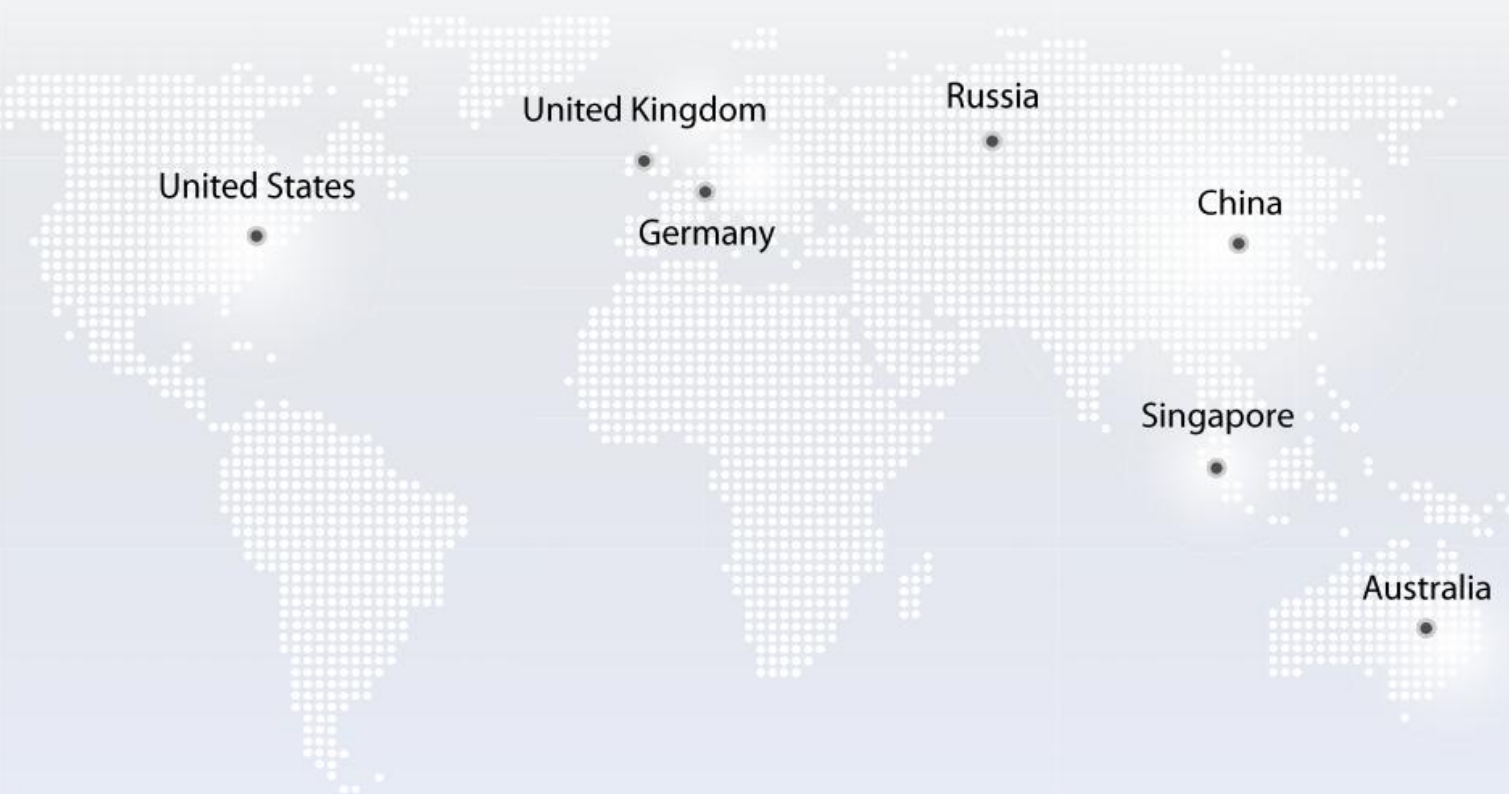 Russia
United Kingdom
United States
China
Germany
Singapore
Australia